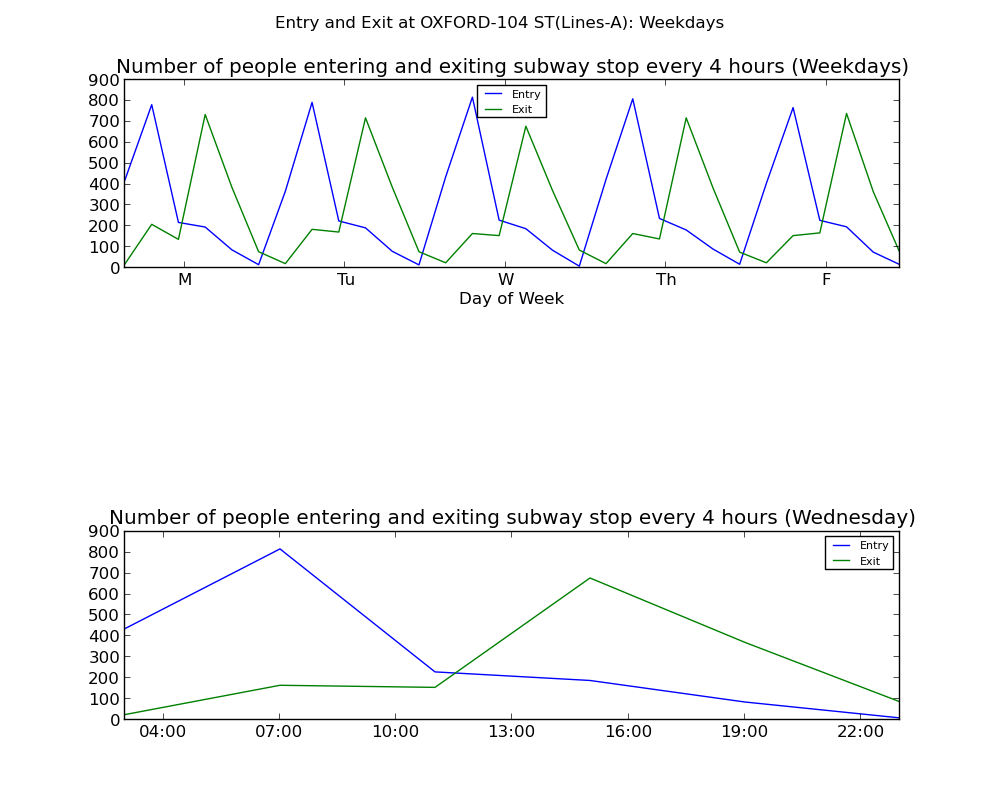 Entry and Exit at OXFORD-104 ST(Lines-A): Weekdays
Number of people entering and exiting subway stop every 4 hours (Weekdays)
900
800
700
600
500
400
300
200
100
0
Entry
Exit
M Tu W Th F
Day of Week
Number of people entering and exiting subway stop every 4 hours (Wednesday)
900
800
700
600
500
400
300
200
100
0
Entry
Exit
04:00 07:00 10:00 13:00 16:00 19:00 22:00